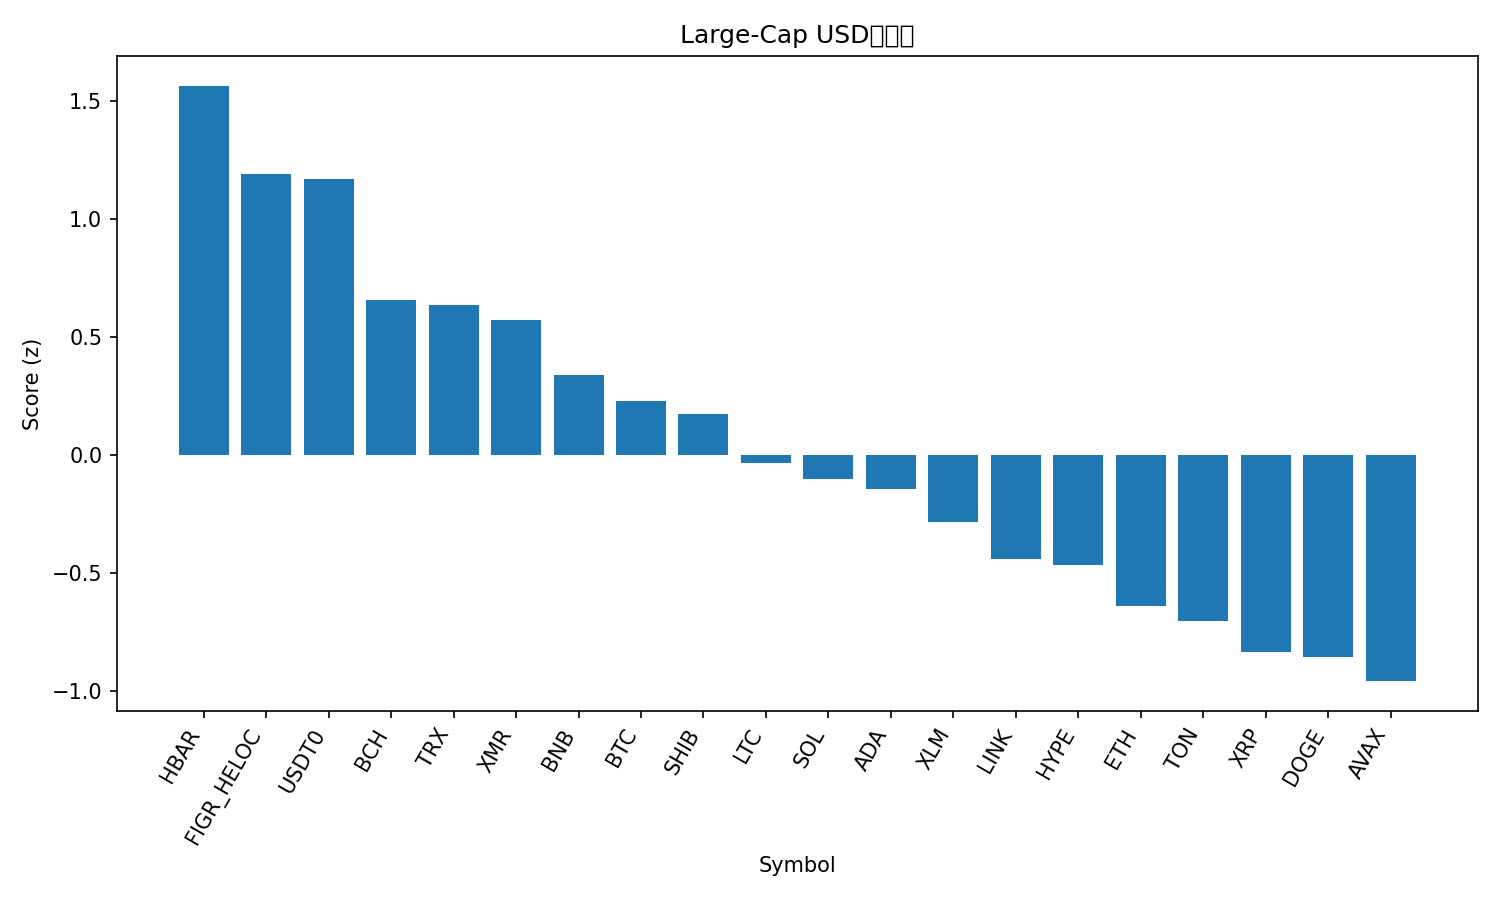 Large-Cap USD
Score (z)
1.5
1.0
0.5
0.0
−0.5
−1.0
HBAR
FIGR_HELOC
USDT0
BCH
TRX
XMR
BNB
BTC
SHIB
LTC
SOL
ADA
XLM
LINK
HYPE
ETH
TON
XRP
DOGE
AVAX
Symbol